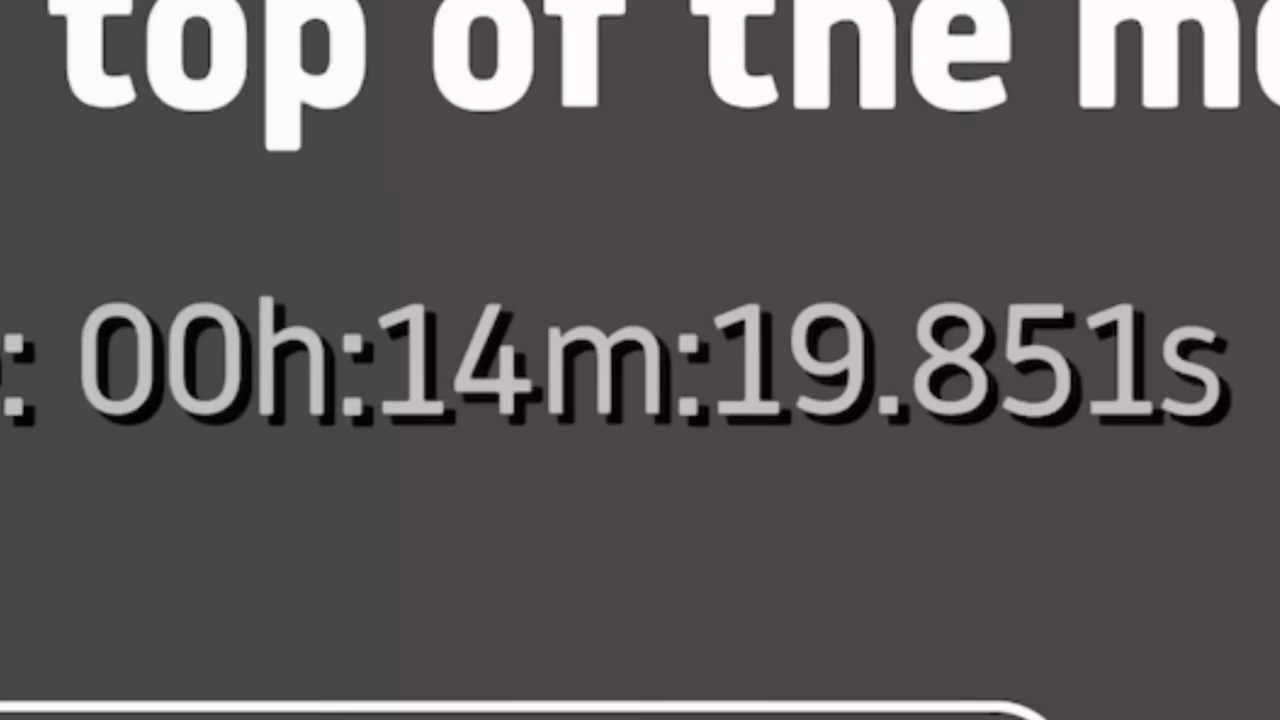 top of the
: 00h:14m:19.851s